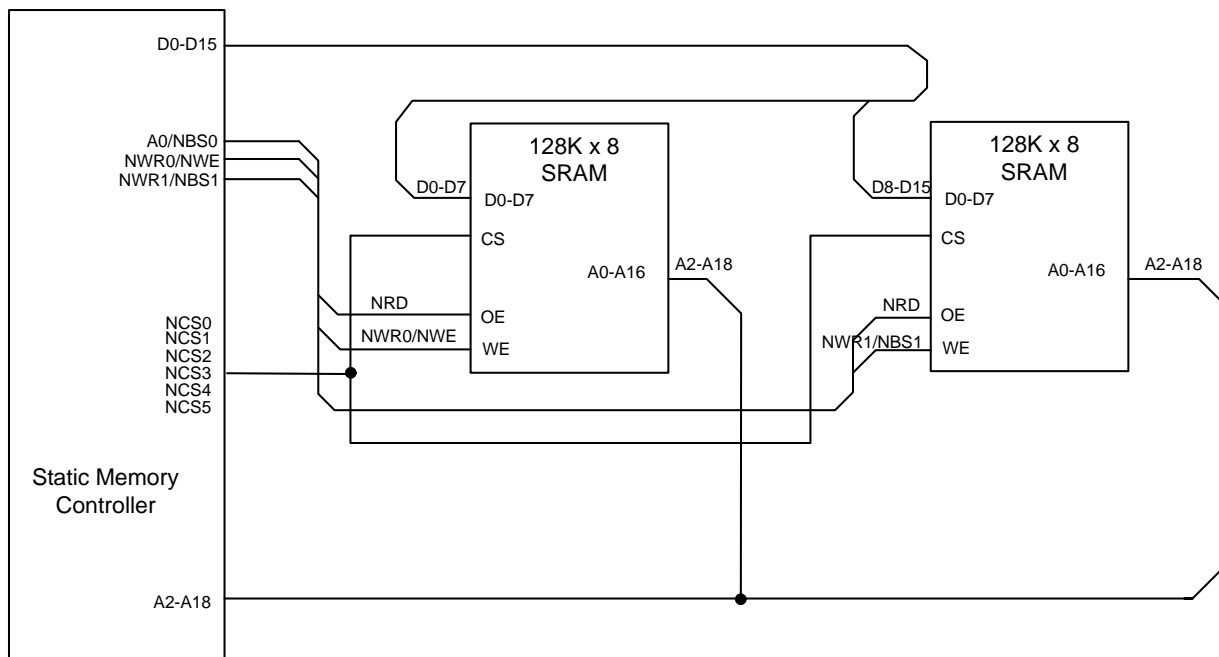 D0-D15
A0/NBS0
NWR0/NWE
NWR1/NBS1
128K x 8
SRAM
D0-D7
D0-D7
CS
A0-A16
A2-A18
NRD
OE
NWR0/NWE
WE
128K x 8
SRAM
D8-D15
D0-D7
CS
A0-A16
A2-A18
NRD
OE
NWR1/NBS1
WE
NCS0
NCS1
NCS2
NCS3
NCS4
NCS5
Static Memory
Controller
A2-A18